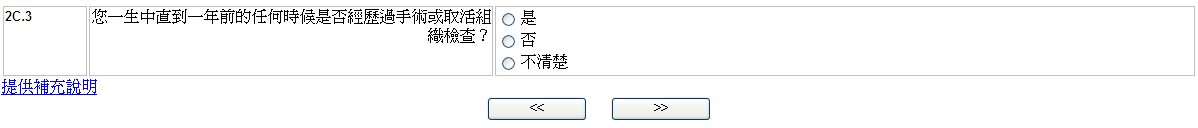 2C.3
您一生中直到一年前的任何時候是否經歷過手術或取活組
織檢查？
是
否
不清楚
提供補充說明
<<
>>